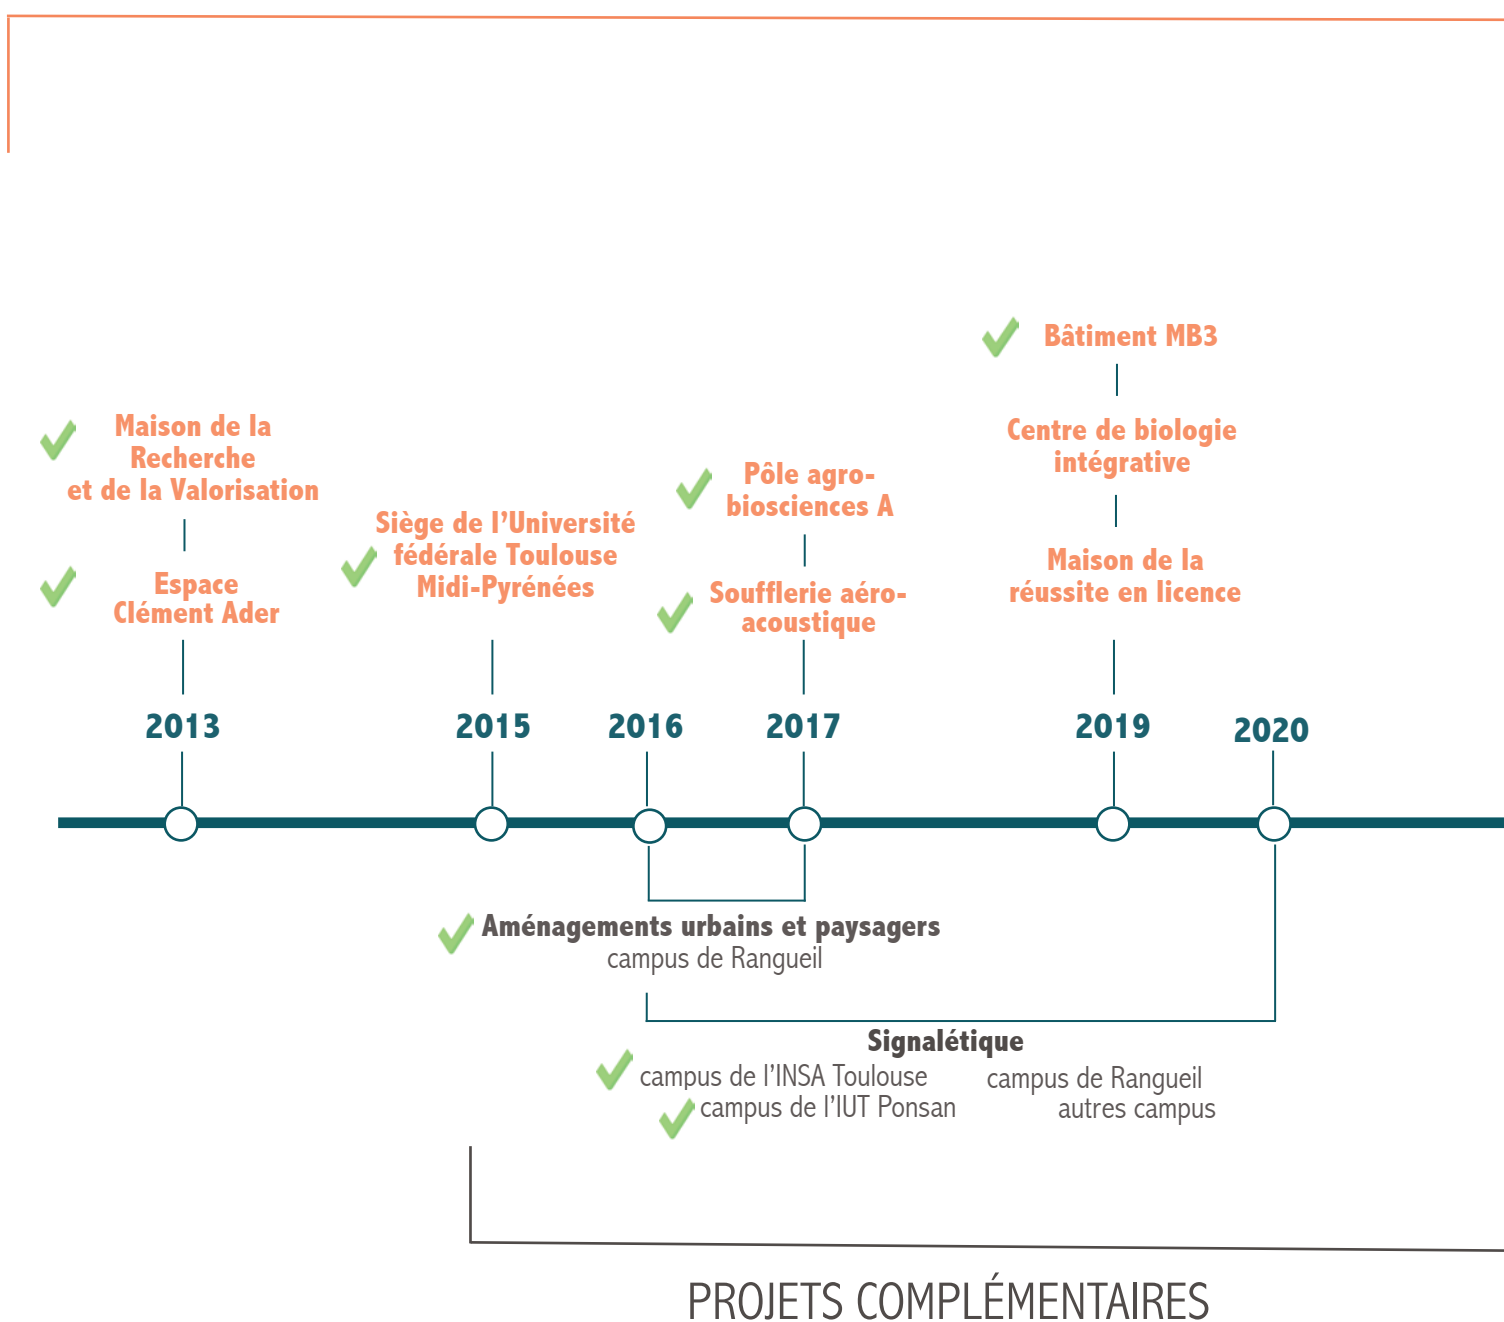 Maison de la
Recherche
et de la Valorisation
Espace
Clément Ader
2013
Siège de l'Université
fédérale Toulouse
Midi-Pyrénées
2015
2016
Pôle agro-
biosciences A
Soufflerie aéro-
acoustique
2017
Bâtiment MB3
Centre de biologie
intégrative
Maison de la
réussite en licence
2019
2020
Aménagements urbains et paysagers
campus de Rangueil
Signalétique
campus de l'INSA Toulouse
campus de l'IUT Ponsan
campus de Rangueil
autres campus
PROJETS COMPLÉMENTAIRES